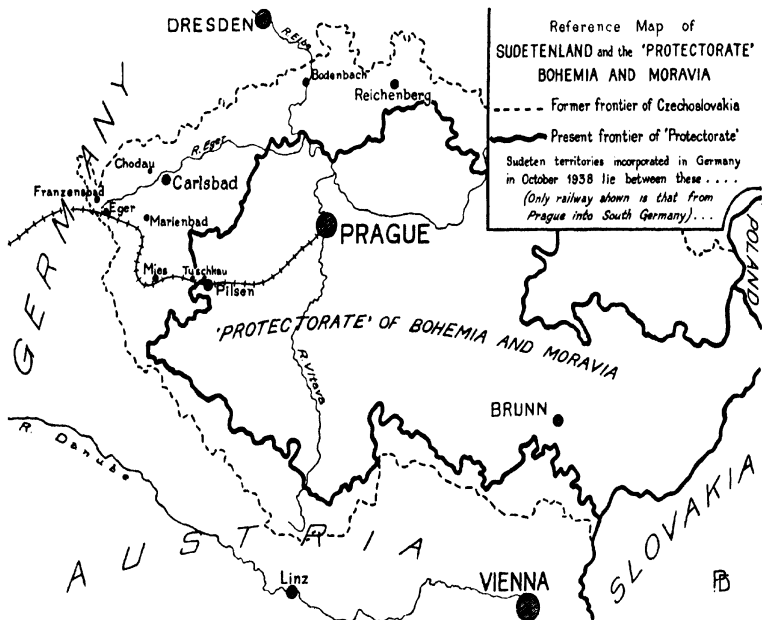 Reference Map of
SUDETENLAND and the 'PROTECTORATE'
BOHEMIA AND MORAVIA
Former frontier of Czechoslovakia
Present frontier of 'Protectorate'
Sudeten territories incorporated in Germany
in October 1938 lie between these ....
(Only railway shown is that from
Prague into South Germany)...
DRESDEN
R. Elbe
Bodenbach
Reichenberg
GERMANY
R. Eger
Chodau
Carlsbad
Franzensbad
Eger
Marienbad
PRAGUE
POLAND
Mies
Tuschkau
Pilsen
'PROTECTORATE' OF BOHEMIA AND MORAVIA
R. Vltava
BRUNN
R. Danube
SLOVAKIA
AUSTRIA
Linz
VIENNA